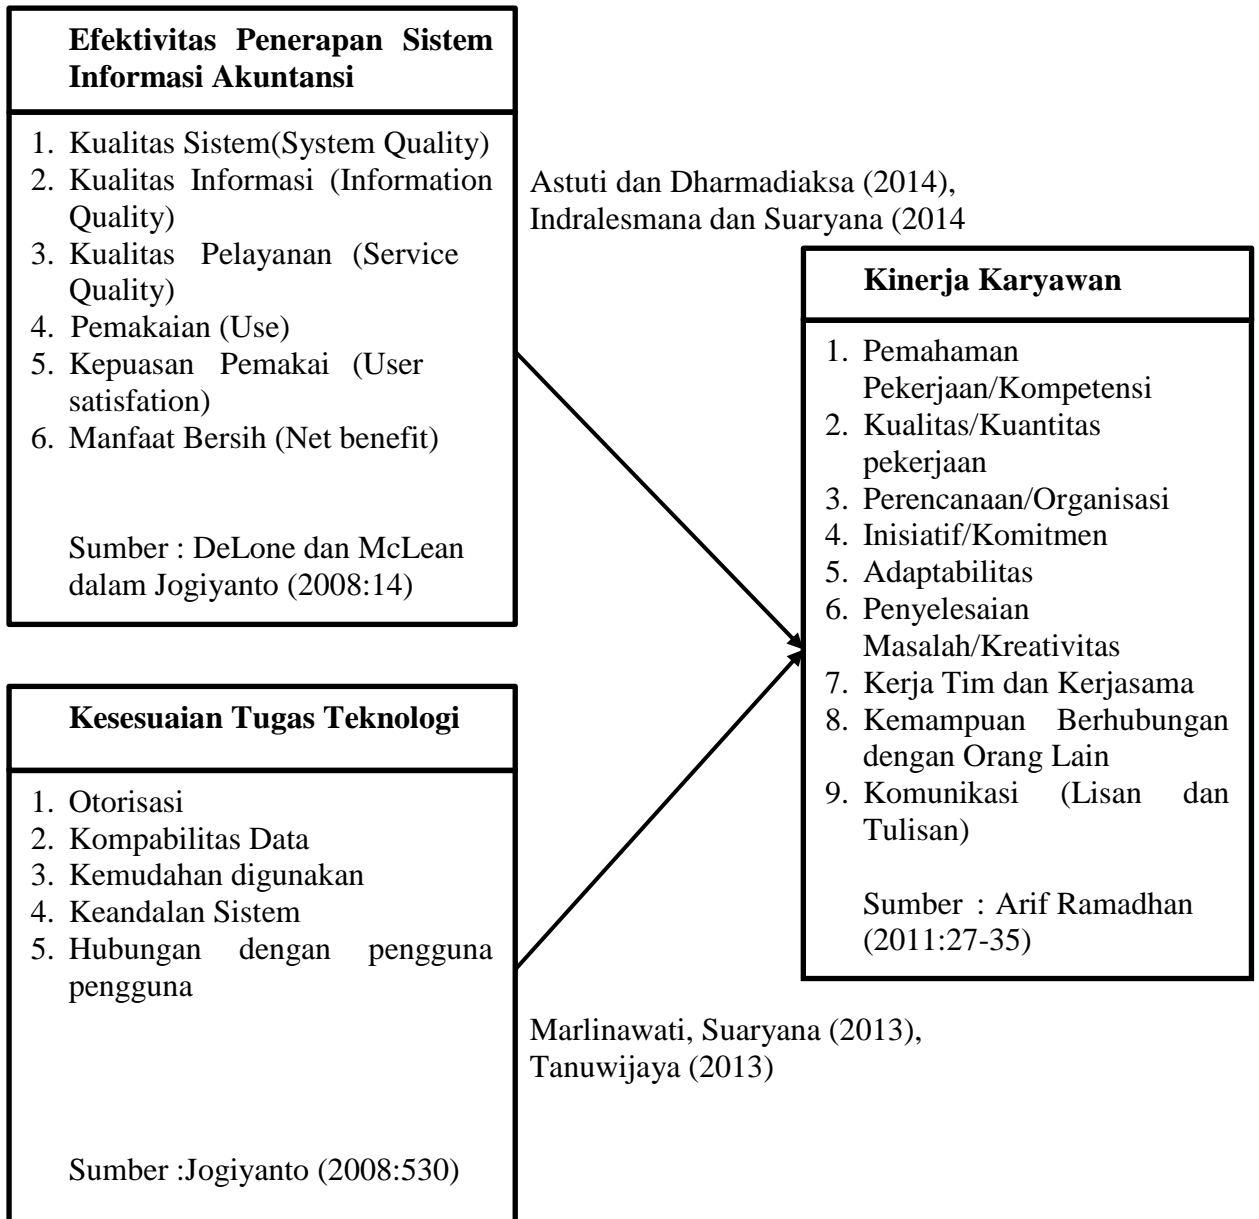 Efektivitas Penerapan Sistem
Informasi Akuntansi
1. Kualitas Sistem(System Quality)
2. Kualitas Informasi (Information
Quality)
3. Kualitas Pelayanan (Service
Quality)
4. Pemakaian (Use)
5. Kepuasan Pemakai (User
satisfation)
6. Manfaat Bersih (Net benefit)
Sumber : DeLone dan McLean
dalam Jogiyanto (2008:14)
Astuti dan Dharmadiaksa (2014),
Indralesmana dan Suaryana (2014
Kesesuaian Tugas Teknologi
1. Otorisasi
2. Kompabilitas Data
3. Kemudahan digunakan
4. Keandalan Sistem
5. Hubungan dengan pengguna
pengguna
Sumber :Jogiyanto (2008:530)
Marlinawati, Suaryana (2013),
Tanuwijaya (2013)
Kinerja Karyawan
1. Pemahaman
Pekerjaan/Kompetensi
2. Kualitas/Kuantitas
pekerjaan
3. Perencanaan/Organisasi
4. Inisiatif/Komitmen
5. Adaptabilitas
6. Penyelesaian
Masalah/Kreativitas
7. Kerja Tim dan Kerjasama
8. Kemampuan Berhubungan
dengan Orang Lain
9. Komunikasi (Lisan dan
Tulisan)
Sumber : Arif Ramadhan
(2011:27-35)